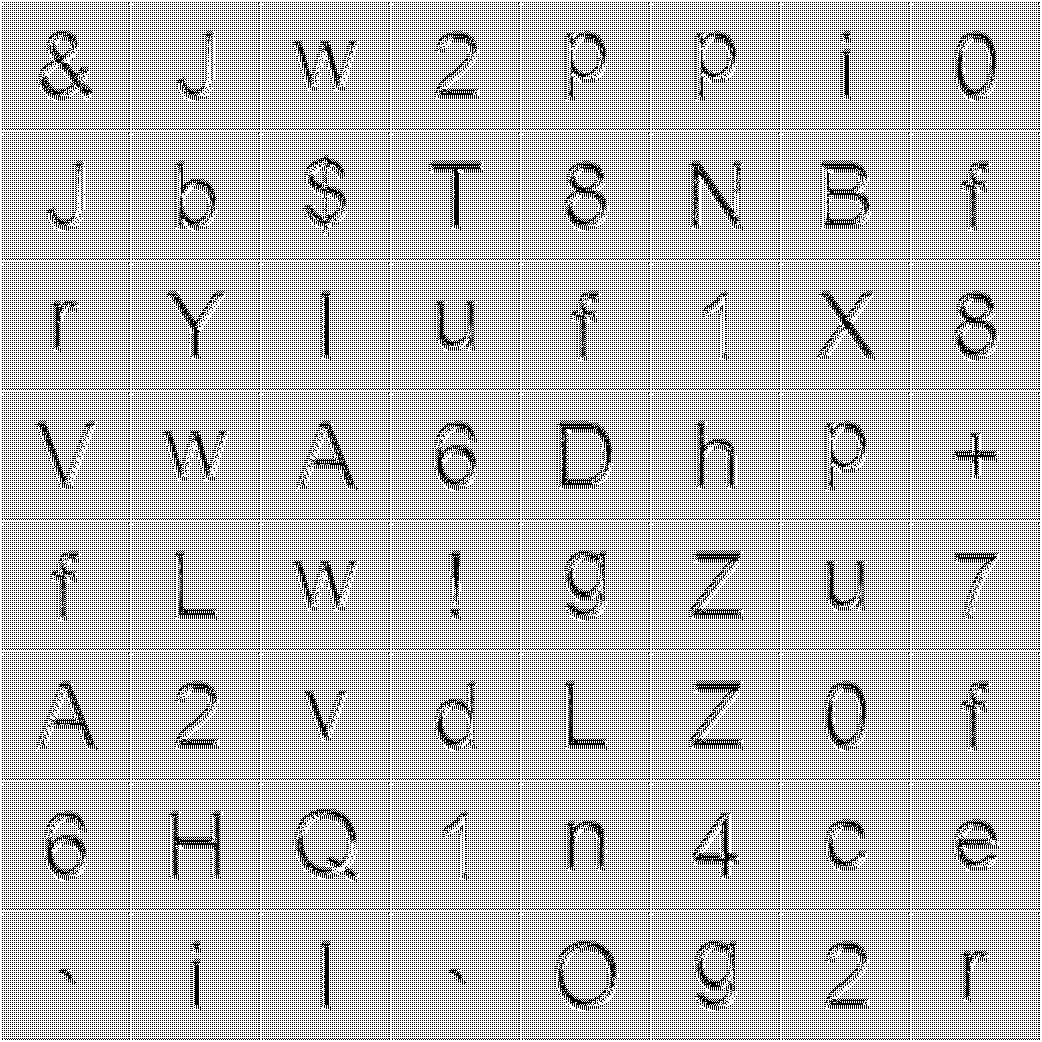 & J w 2 p p i 0
J b $ T 8 N B f
r Y l u f 1 X 8
V w A 6 D h p +
f L w ! g Z u 7
A 2 v d L Z 0 f
6 H Q 1 n 4 c e
` i l ` O g 2 r